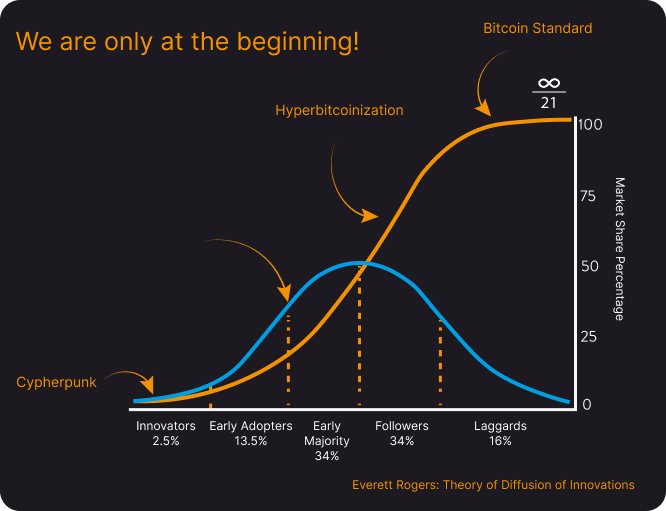 We are only at the beginning!
Bitcoin Standard
∞
21
Hyperbitcoinization
100
75
50
25
0
Market Share Percentage
Cypherpunk
Innovators
2.5%
Early Adopters
13.5%
Early
Majority
34%
Followers
34%
Laggards
16%
Everett Rogers: Theory of Diffusion of Innovations